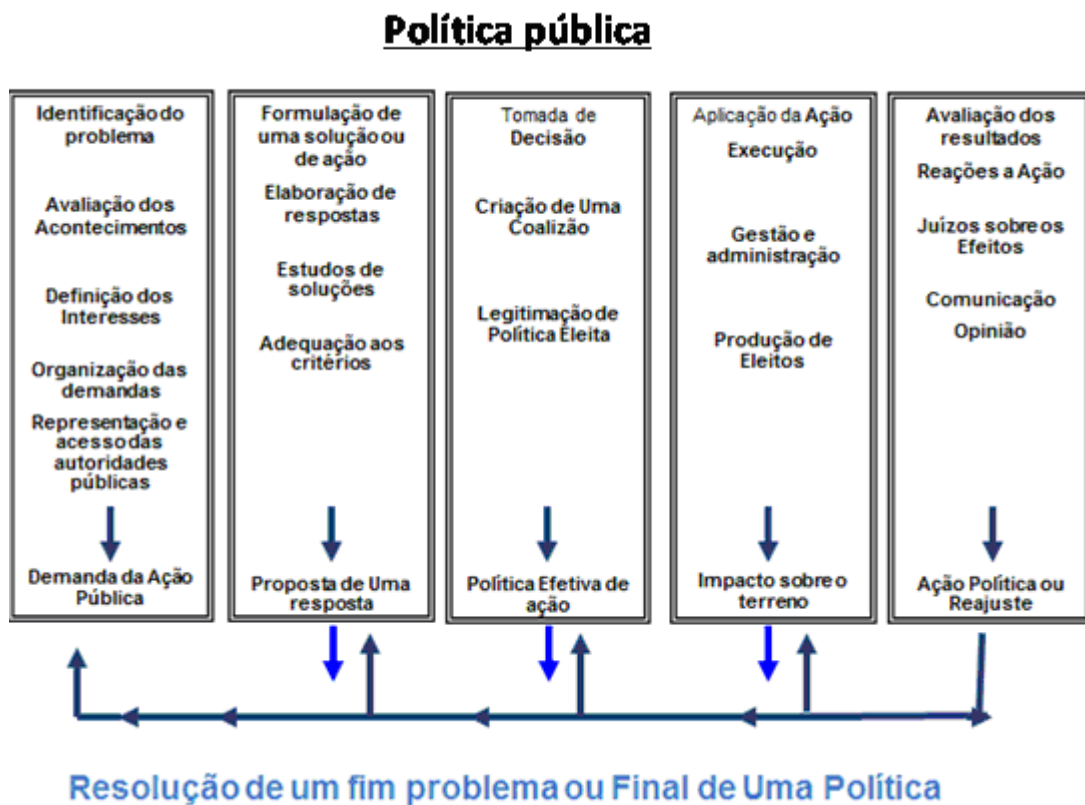 Política pública
Identificação do
problema
Avaliação dos
Acontecimentos
Definição dos
Interesses
Organização das
demandas
Representação e
acesso das
autoridades
públicas
Demanda da Ação
Pública
Formulação de
uma solução ou
de ação
Elaboração de
respostas
Estudos de
soluções
Adequação aos
critérios
Proposta de Uma
resposta
Tomada de
Decisão
Criação de Uma
Coalizão
Legitimação de
Política Eleita
Política Efetiva de
ação
Aplicação da Ação
Execução
Gestão e
administração
Produção de
Eleitos
Impacto sobre o
terreno
Avaliação dos
resultados
Reações a Ação
Juízos sobre os
Efeitos
Comunicação
Opinião
Ação Política ou
Reajuste
Resolução de um fim problema ou Final de Uma Política